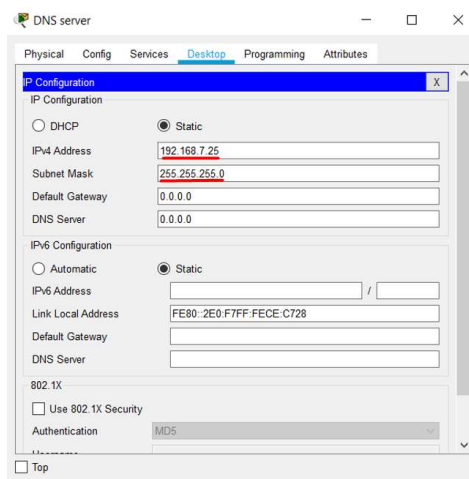 DNS server
Physical Config Services Desktop Programming Attributes
IP Configuration X
IP Configuration
DHCP Static
IPv4 Address 192.168.7.25
Subnet Mask 255.255.255.0
Default Gateway 0.0.0.0
DNS Server 0.0.0.0
IPv6 Configuration
Automatic Static
IPv6 Address /
Link Local Address FE80::2E0:F7FF:FECE:C728
Default Gateway
DNS Server
802.1X
Use 802.1X Security
Authentication MD5
Top